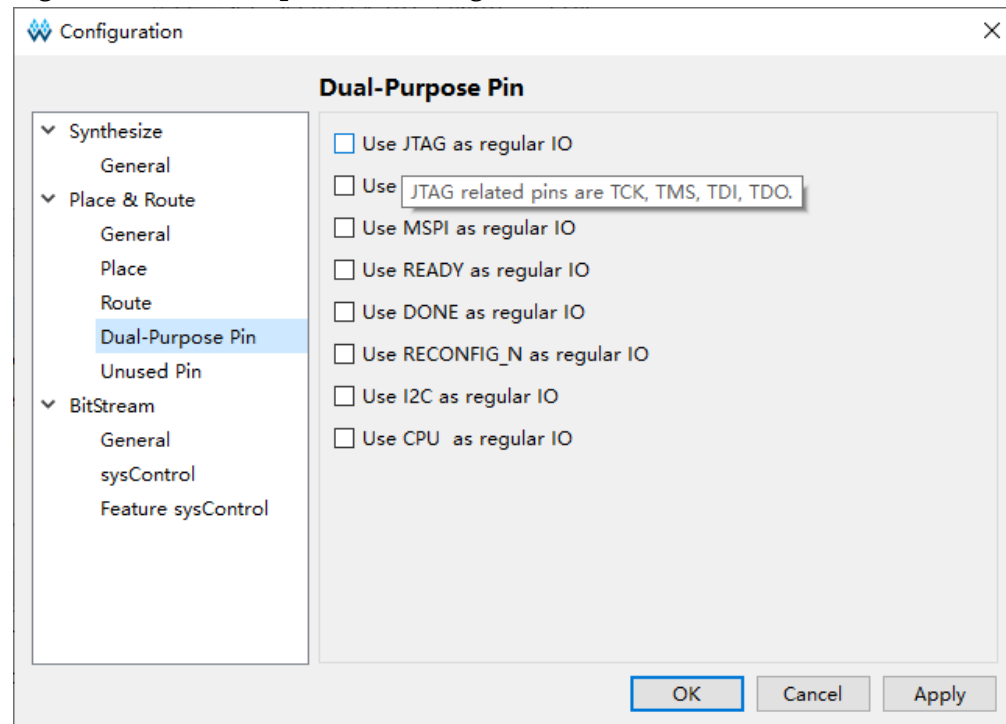 Configuration
Dual-Purpose Pin
Synthesize
General
Place & Route
General
Place
Route
Dual-Purpose Pin
Unused Pin
BitStream
General
sysControl
Feature sysControl
Use JTAG as regular IO
Use
JTAG related pins are TCK, TMS, TDI, TDO.
Use MSPI as regular IO
Use READY as regular IO
Use DONE as regular IO
Use RECONFIG_N as regular IO
Use I2C as regular IO
Use CPU as regular IO
OK
Cancel
Apply